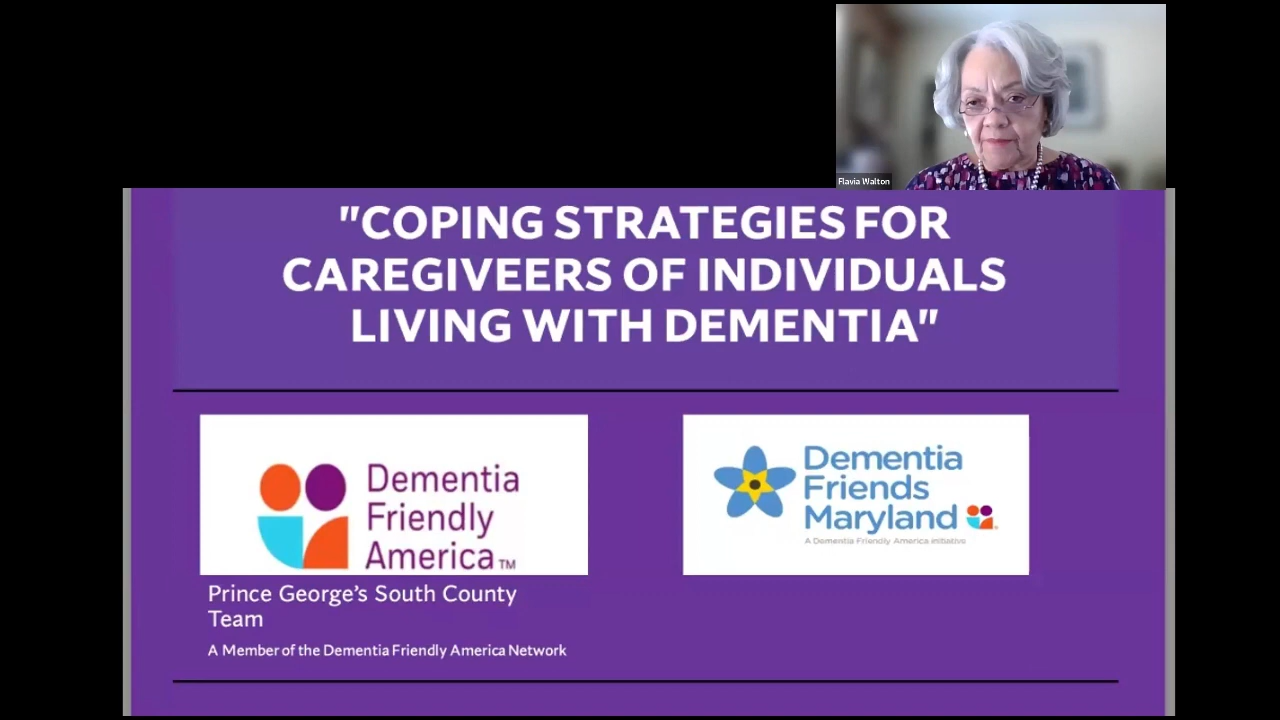 Flavia Walton
"COPING STRATEGIES FOR
CAREGIVEERS OF INDIVIDUALS
LIVING WITH DEMENTIA"
Dementia
Friendly
America™
Prince George's South County
Team
A Member of the Dementia Friendly America Network
Dementia
Friends
Maryland
A Dementia Friendly America initiative